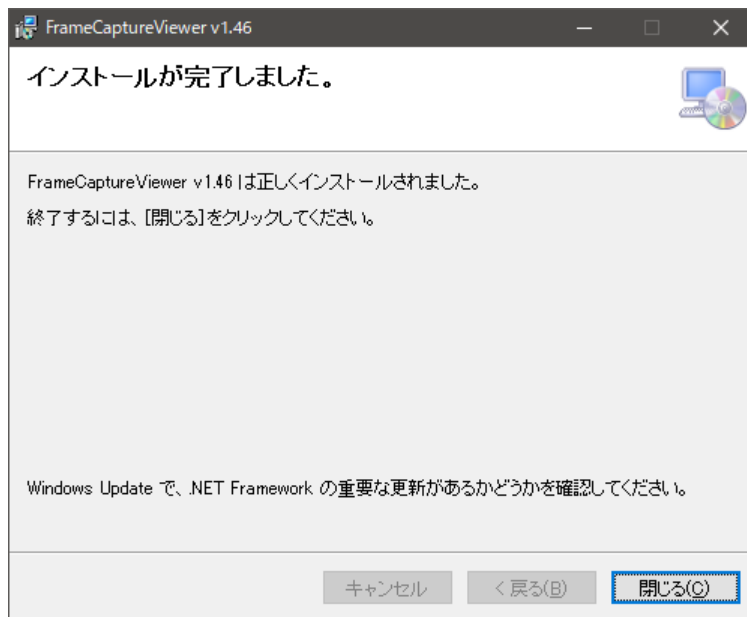 FrameCaptureViewer v1.46
インストールが完了しました。
FrameCaptureViewer v1.46 は正しくインストールされました。
終了するには、[閉じる]をクリックしてください。
Windows Update で、.NET Framework の重要な更新があるかどうかを確認してください。
キャンセル
< 戻る(B)
閉じる(C)